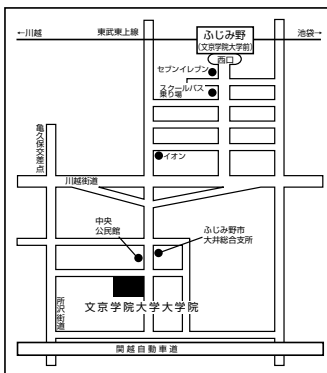 ←川越
東武東上線
ふじみ野
(文京学院大学前)
池袋→
西口
セブンイレブン
スクールバス
乗り場
亀久保交差点
イオン
川越街道
中央
公民館
ふじみ野市
大井総合支所
所沢街道
文京学院大学大学院
関越自動車道